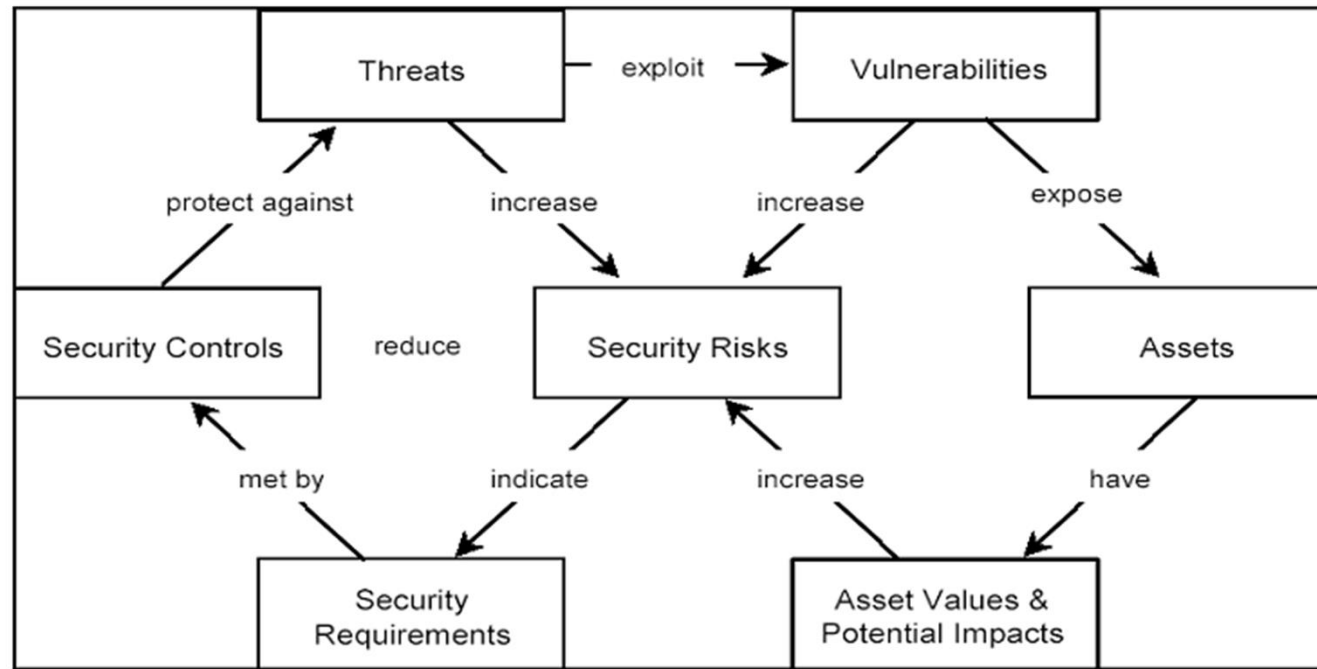 Threats
exploit
Vulnerabilities
protect against
increase
increase
expose
Security Controls
reduce
Security Risks
Assets
met by
indicate
increase
have
Security
Requirements
Asset Values &
Potential Impacts